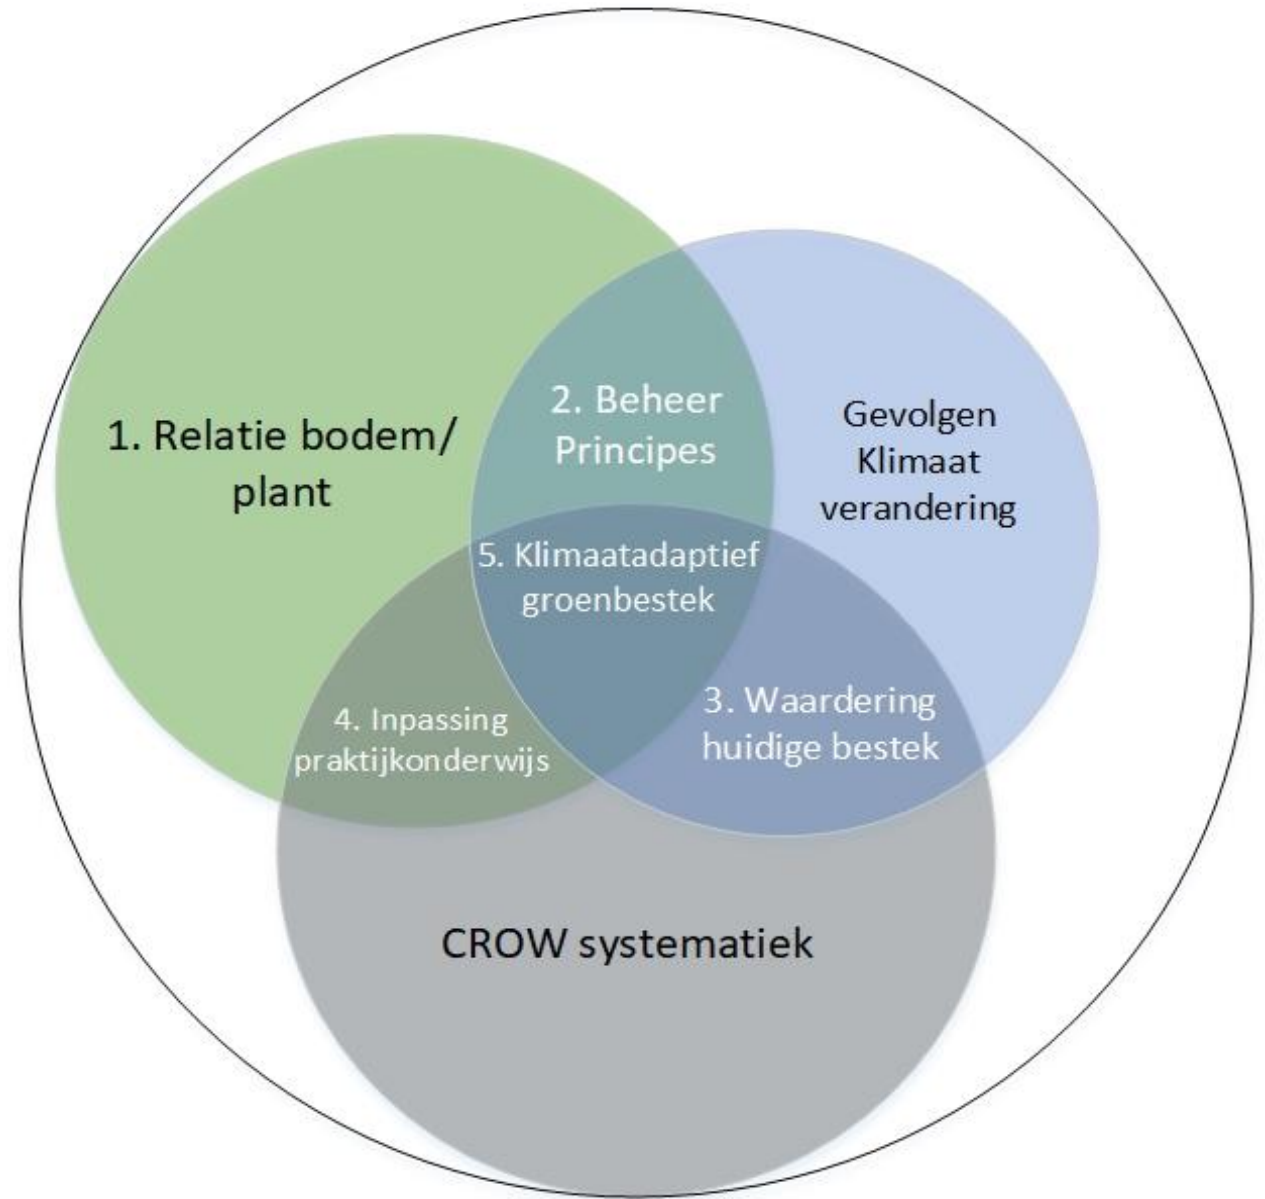 1. Relatie bodem/
plant
2. Beheer
Principes
Gevolgen
Klimaat
verandering
5. Klimaatadaptief
groenbestek
4. Inpassing
praktijkonderwijs
3. Waardering
huidige bestek
CROW systematiek